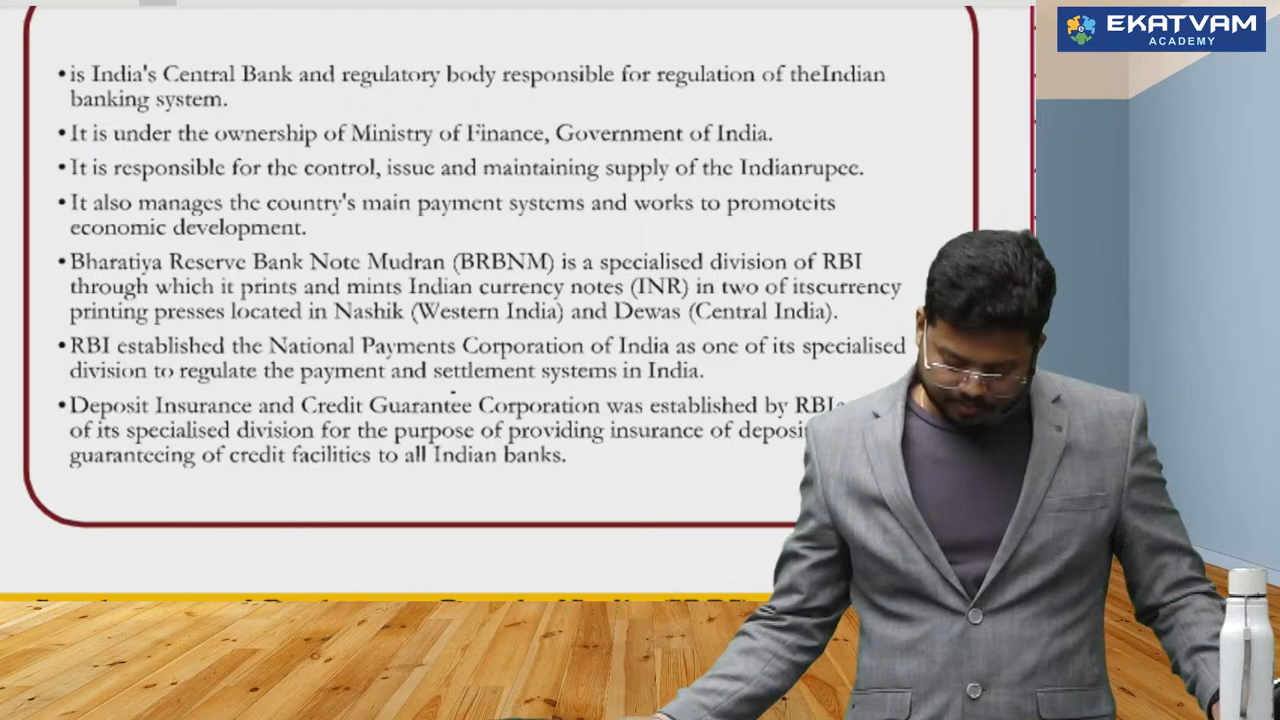 EKATVAM
ACADEMY
• is India's Central Bank and regulatory body responsible for regulation of theIndian
banking system.
• It is under the ownership of Ministry of Finance, Government of India.
• It is responsible for the control, issue and maintaining supply of the Indianrupee.
• It also manages the country's main payment systems and works to promoteits
economic development.
• Bharatiya Reserve Bank Note Mudran (BRBNM) is a specialised division of RBI
through which it prints and mints Indian currency notes (INR) in two of itscurrency
printing presses located in Nashik (Western India) and Dewas (Central India).
• RBI established the National Payments Corporation of India as one of its specialised
division to regulate the payment and settlement systems in India.
• Deposit Insurance and Credit Guarantee Corporation was established by RBI
of its specialised division for the purpose of providing insurance of
guaranteeing of credit facilities to all Indian banks.